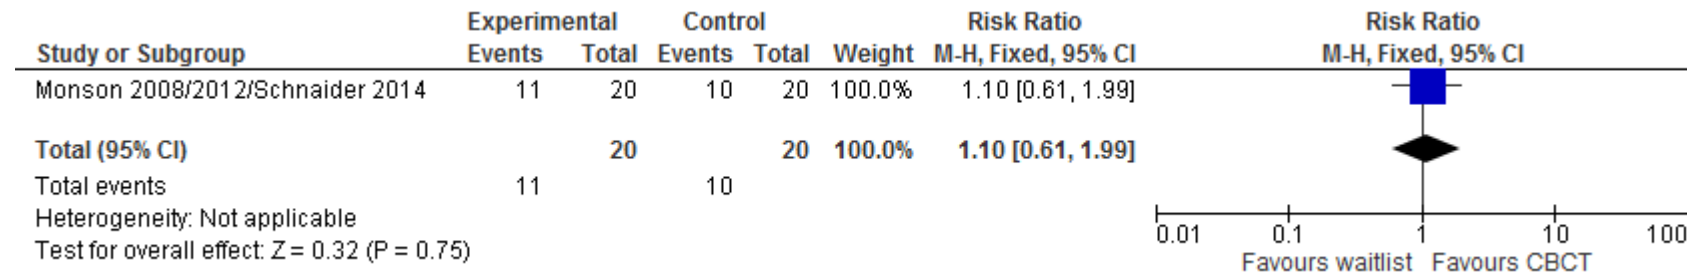 Experimental Control Risk Ratio Risk Ratio
Study or Subgroup Events Total Events Total Weight M-H, Fixed, 95% CI M-H, Fixed, 95% CI
Monson 2008/2012/Schnaider 2014 11 20 10 20 100.0% 1.10 [0.61, 1.99]
Total (95% CI) 20 20 100.0% 1.10 [0.61, 1.99]
Total events 11 10
Heterogeneity: Not applicable
Test for overall effect: Z = 0.32 (P = 0.75)
0.01 0.1 1 10 100
Favours waitlist Favours CBCT